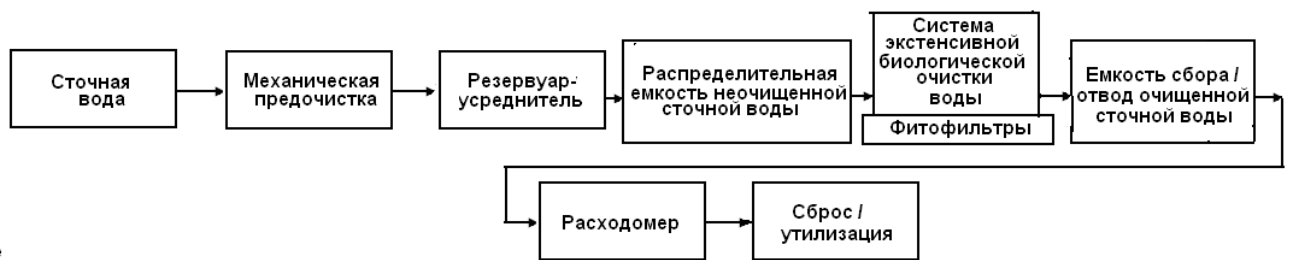 Сточная
вода
Механическая
предочистка
Резервуар-
усреднитель
Распределительная
емкость неочищенной
сточной воды
Система
экстенсивной
биологической
очистки
воды
Фитофильтры
Емкость сбора /
отвод очищенной
сточной воды
Расходомер
Сброс /
утилизация